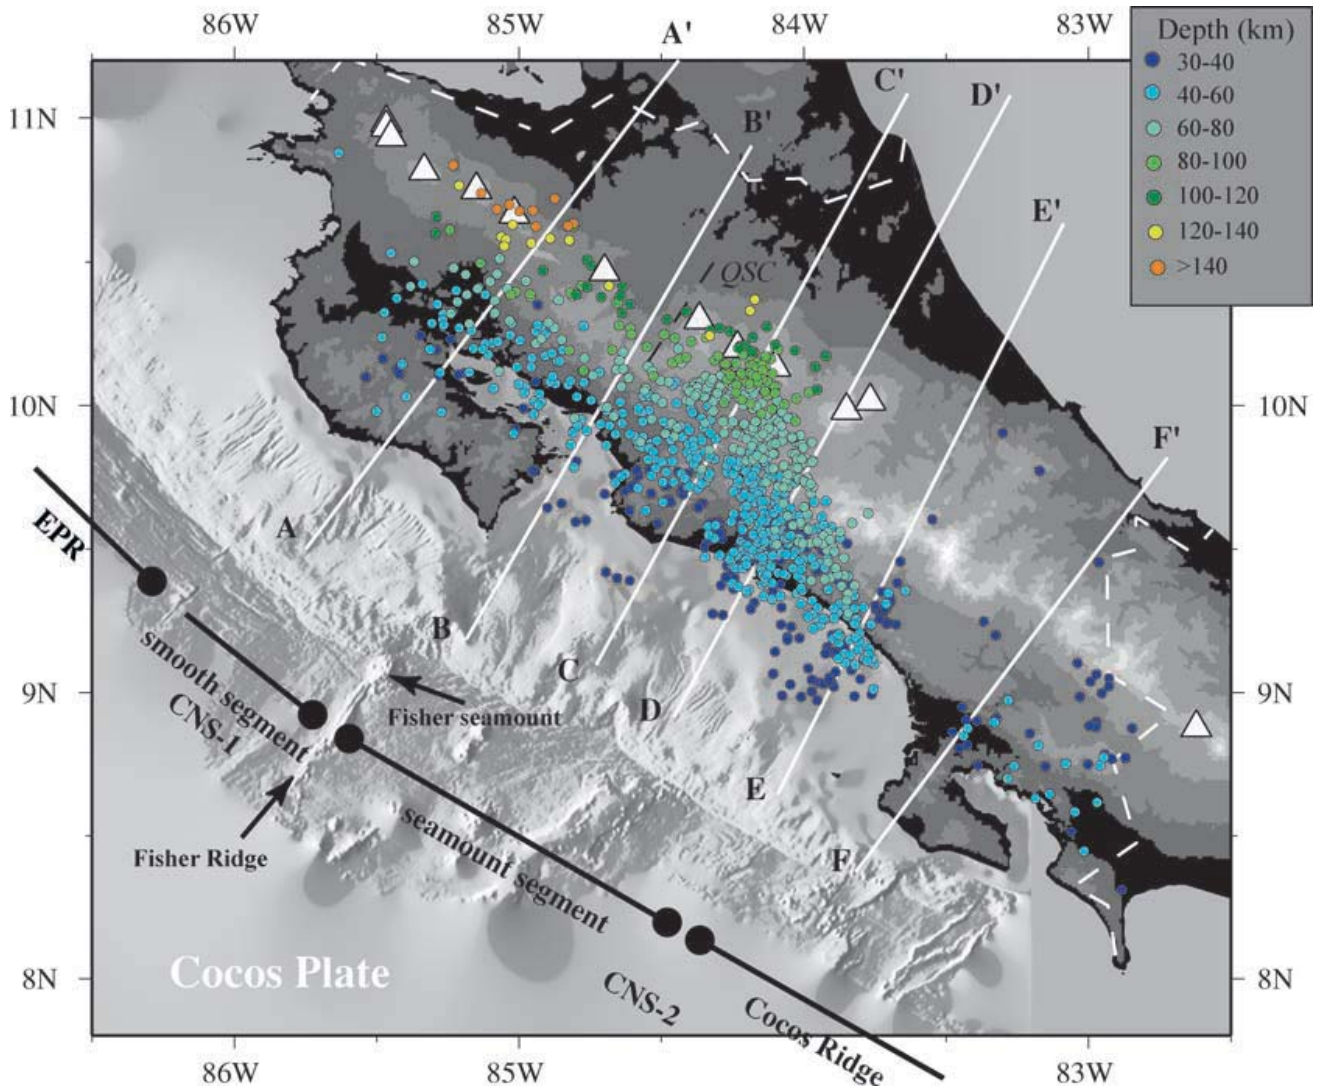 86W 85W 84W 83W
A'
Depth (km)
30-40
40-60
60-80
80-100
100-120
120-140
>140
C'
D'
B'
E'
F'
11N
10N
9N
8N
QSC
10N
9N
8N
A
B
C
D
E
F
EPR
smooth segment
CNS-1
Fisher seamount
Fisher Ridge
seamount segment
CNS-2
Cocos Ridge
Cocos Plate
86W 85W 84W 83W